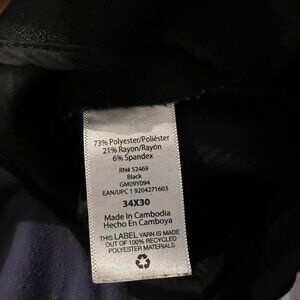 73% Polyester/Poliéster
21% Rayon/Rayón
6% Spandex
RN# 52469
Black
GM09Y094
EAN/UPC 1 9204271603
34X30
Made In Cambodia
Hecho En Camboya
THIS LABEL YARN IS MADE
OUT OF 100% RECYCLED
POLYESTER MATERIALS